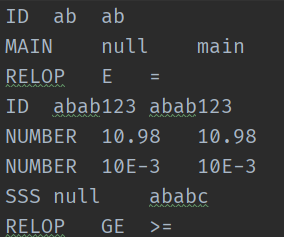 ID ab ab
MAIN null main
RELOP E =
ID abab123 abab123
NUMBER 10.98 10.98
NUMBER 10E-3 10E-3
SSS null ababc
RELOP GE >=